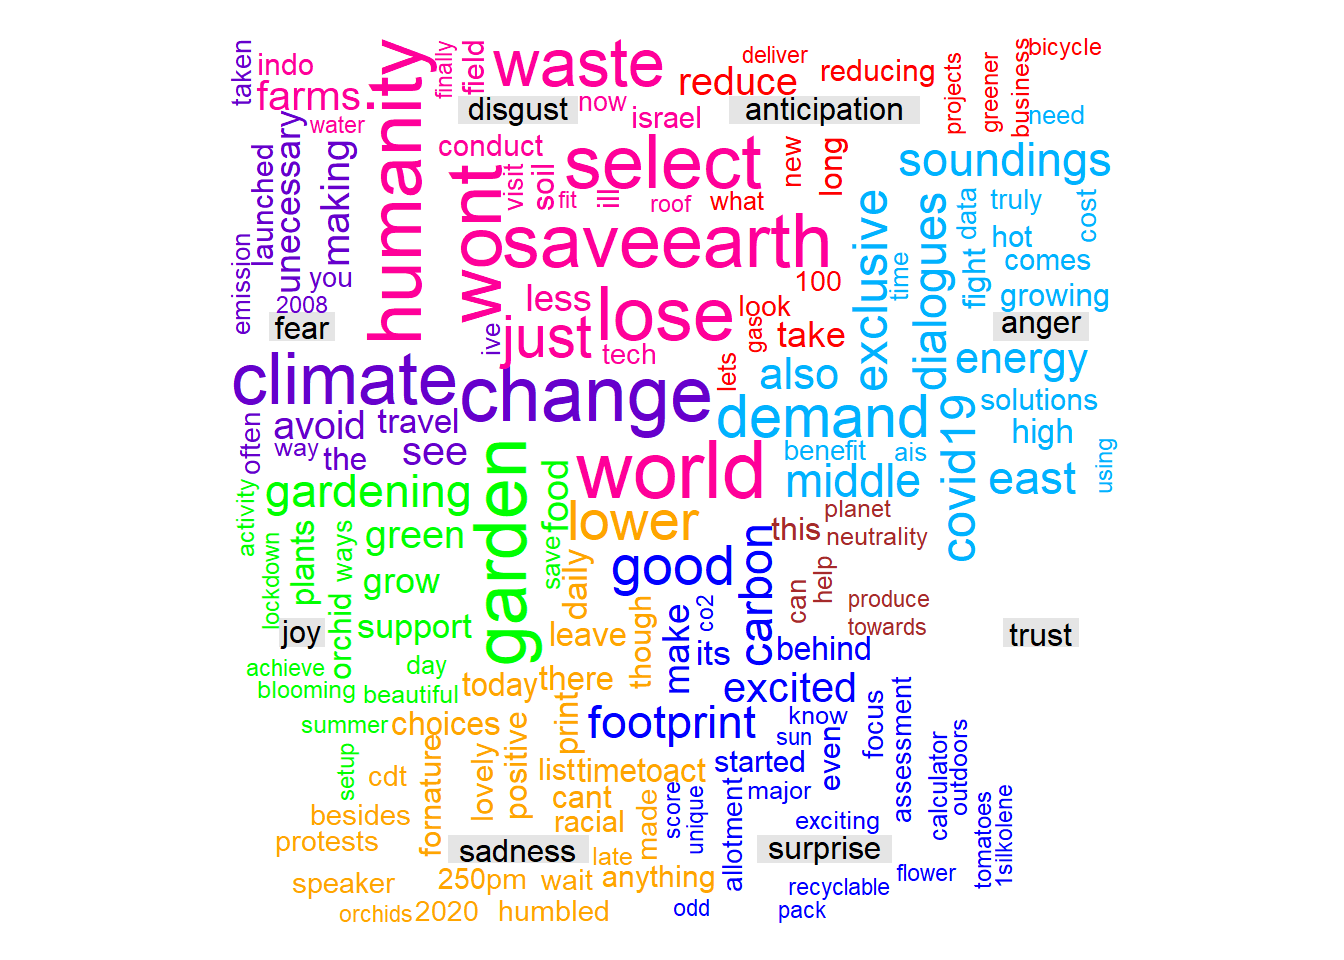 taken
indo
farms
water
finally
field
waste
deliver
reduce
reducing
projects
greener
business
bicycle
need
disgust
now
israel
anticipation
humanity
launched
unecessary
making
conduct
select
new
long
soundings
wont
visit
soil
fit
ill
roof
what
exclusive
dialogues
data
truly
cost
saveearth
hot
time
fight
comes
emission
you
2008
less
100
growing
fear
lose
look
anger
ive
just
tech
gas
take
energy
climate
change
lets
also
solutions
avoid
travel
demand
high
often
way
the
see
benefit
ais
covid19
using
world
middle
east
gardening
garden
food
activity
lower
planet
plants
ways
green
this
neutrality
good
carbon
lockdown
grow
save
daily
can
help
produce
orchid
joy
support
though
make
co2
towards
leave
its
behind
trust
achieve
day
blooming
beautiful
today
there
excited
summer
choices
print
footprint
know
sun
focus
assessment
setup
cdt
fornature
lovely
positive
list
timetoact
started
even
calculator
outdoors
besides
cant
made
score
unique
allotment
major
tomatoes
1silkolene
protests
racial
exciting
sadness
late
surprise
speaker
250pm
wait
anything
recyclable
flower
orchids
2020
humbled
odd
pack